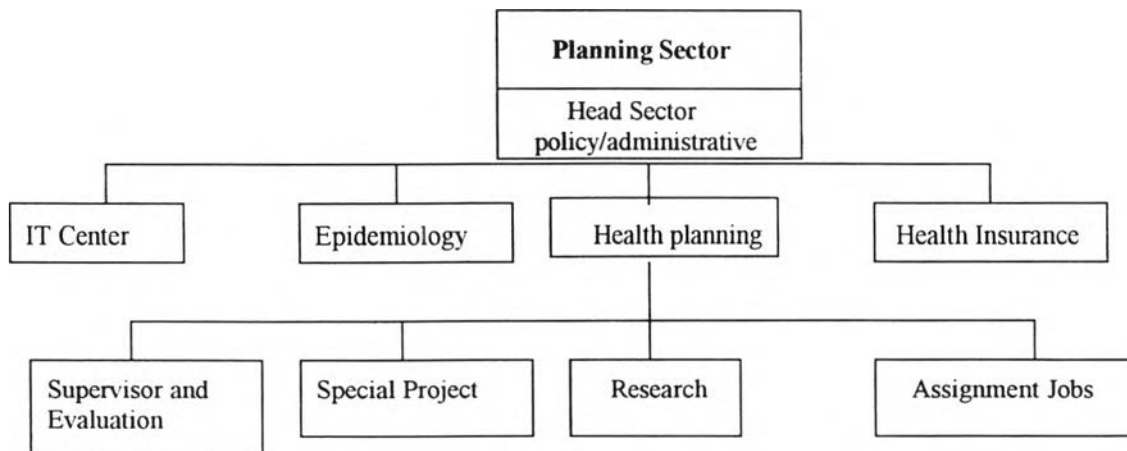 Planning Sector
Head Sector
policy/administrative
IT Center
Epidemiology
Health planning
Health Insurance
Supervisor and
Evaluation
Special Project
Research
Assignment Jobs